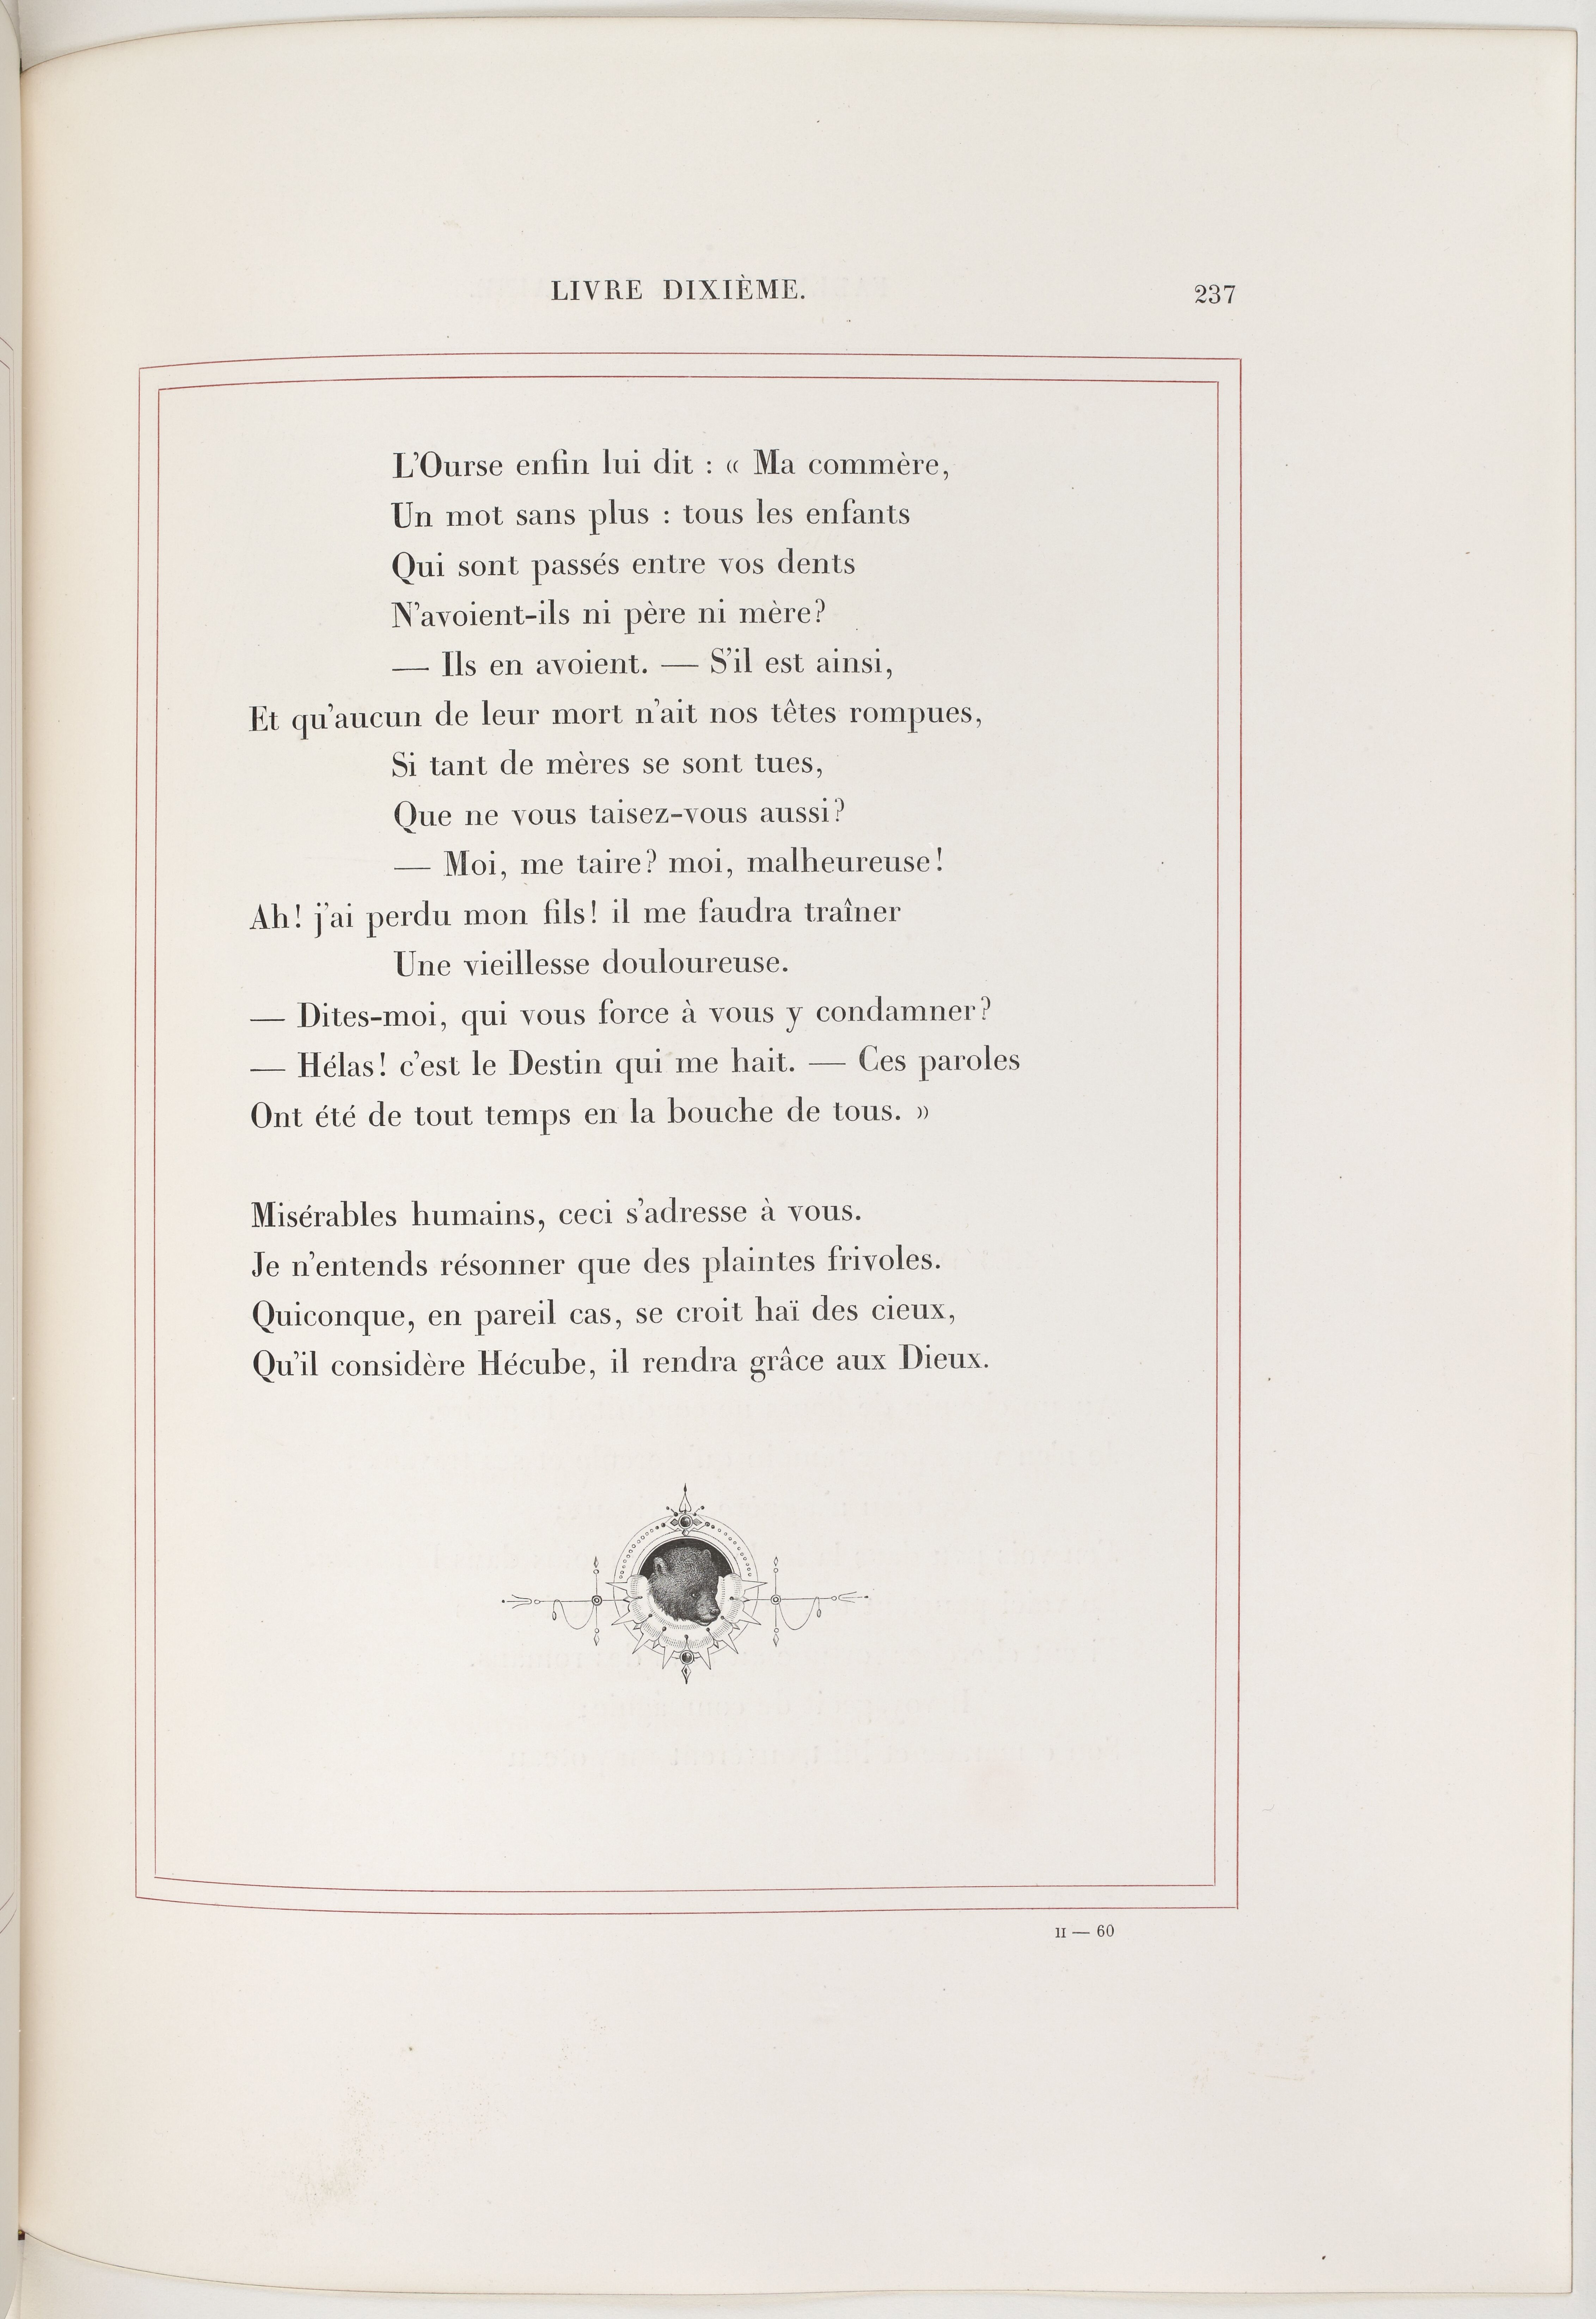 LIVRE DIXIÈME. 237
L'Ourse enfin lui dit : « Ma commère,
Un mot sans plus : tous les enfants
Qui sont passés entre vos dents
N'avoient-ils ni père ni mère?
— Ils en avoient. — S'il est ainsi,
Et qu'aucun de leur mort n'ait nos têtes rompues,
Si tant de mères se sont tues,
Que ne vous taisez-vous aussi?
— Moi, me taire? moi, malheureuse!
Ah! j'ai perdu mon fils! il me faudra traîner
Une vieillesse douloureuse.
— Dites-moi, qui vous force à vous y condamner?
— Hélas! c'est le Destin qui me hait. — Ces paroles
Ont été de tout temps en la bouche de tous. »
Misérables humains, ceci s'adresse à vous.
Je n'entends résonner que des plaintes frivoles.
Quiconque, en pareil cas, se croit haï des cieux,
Qu'il considère Hécube, il rendra grâce aux Dieux.
II — 60